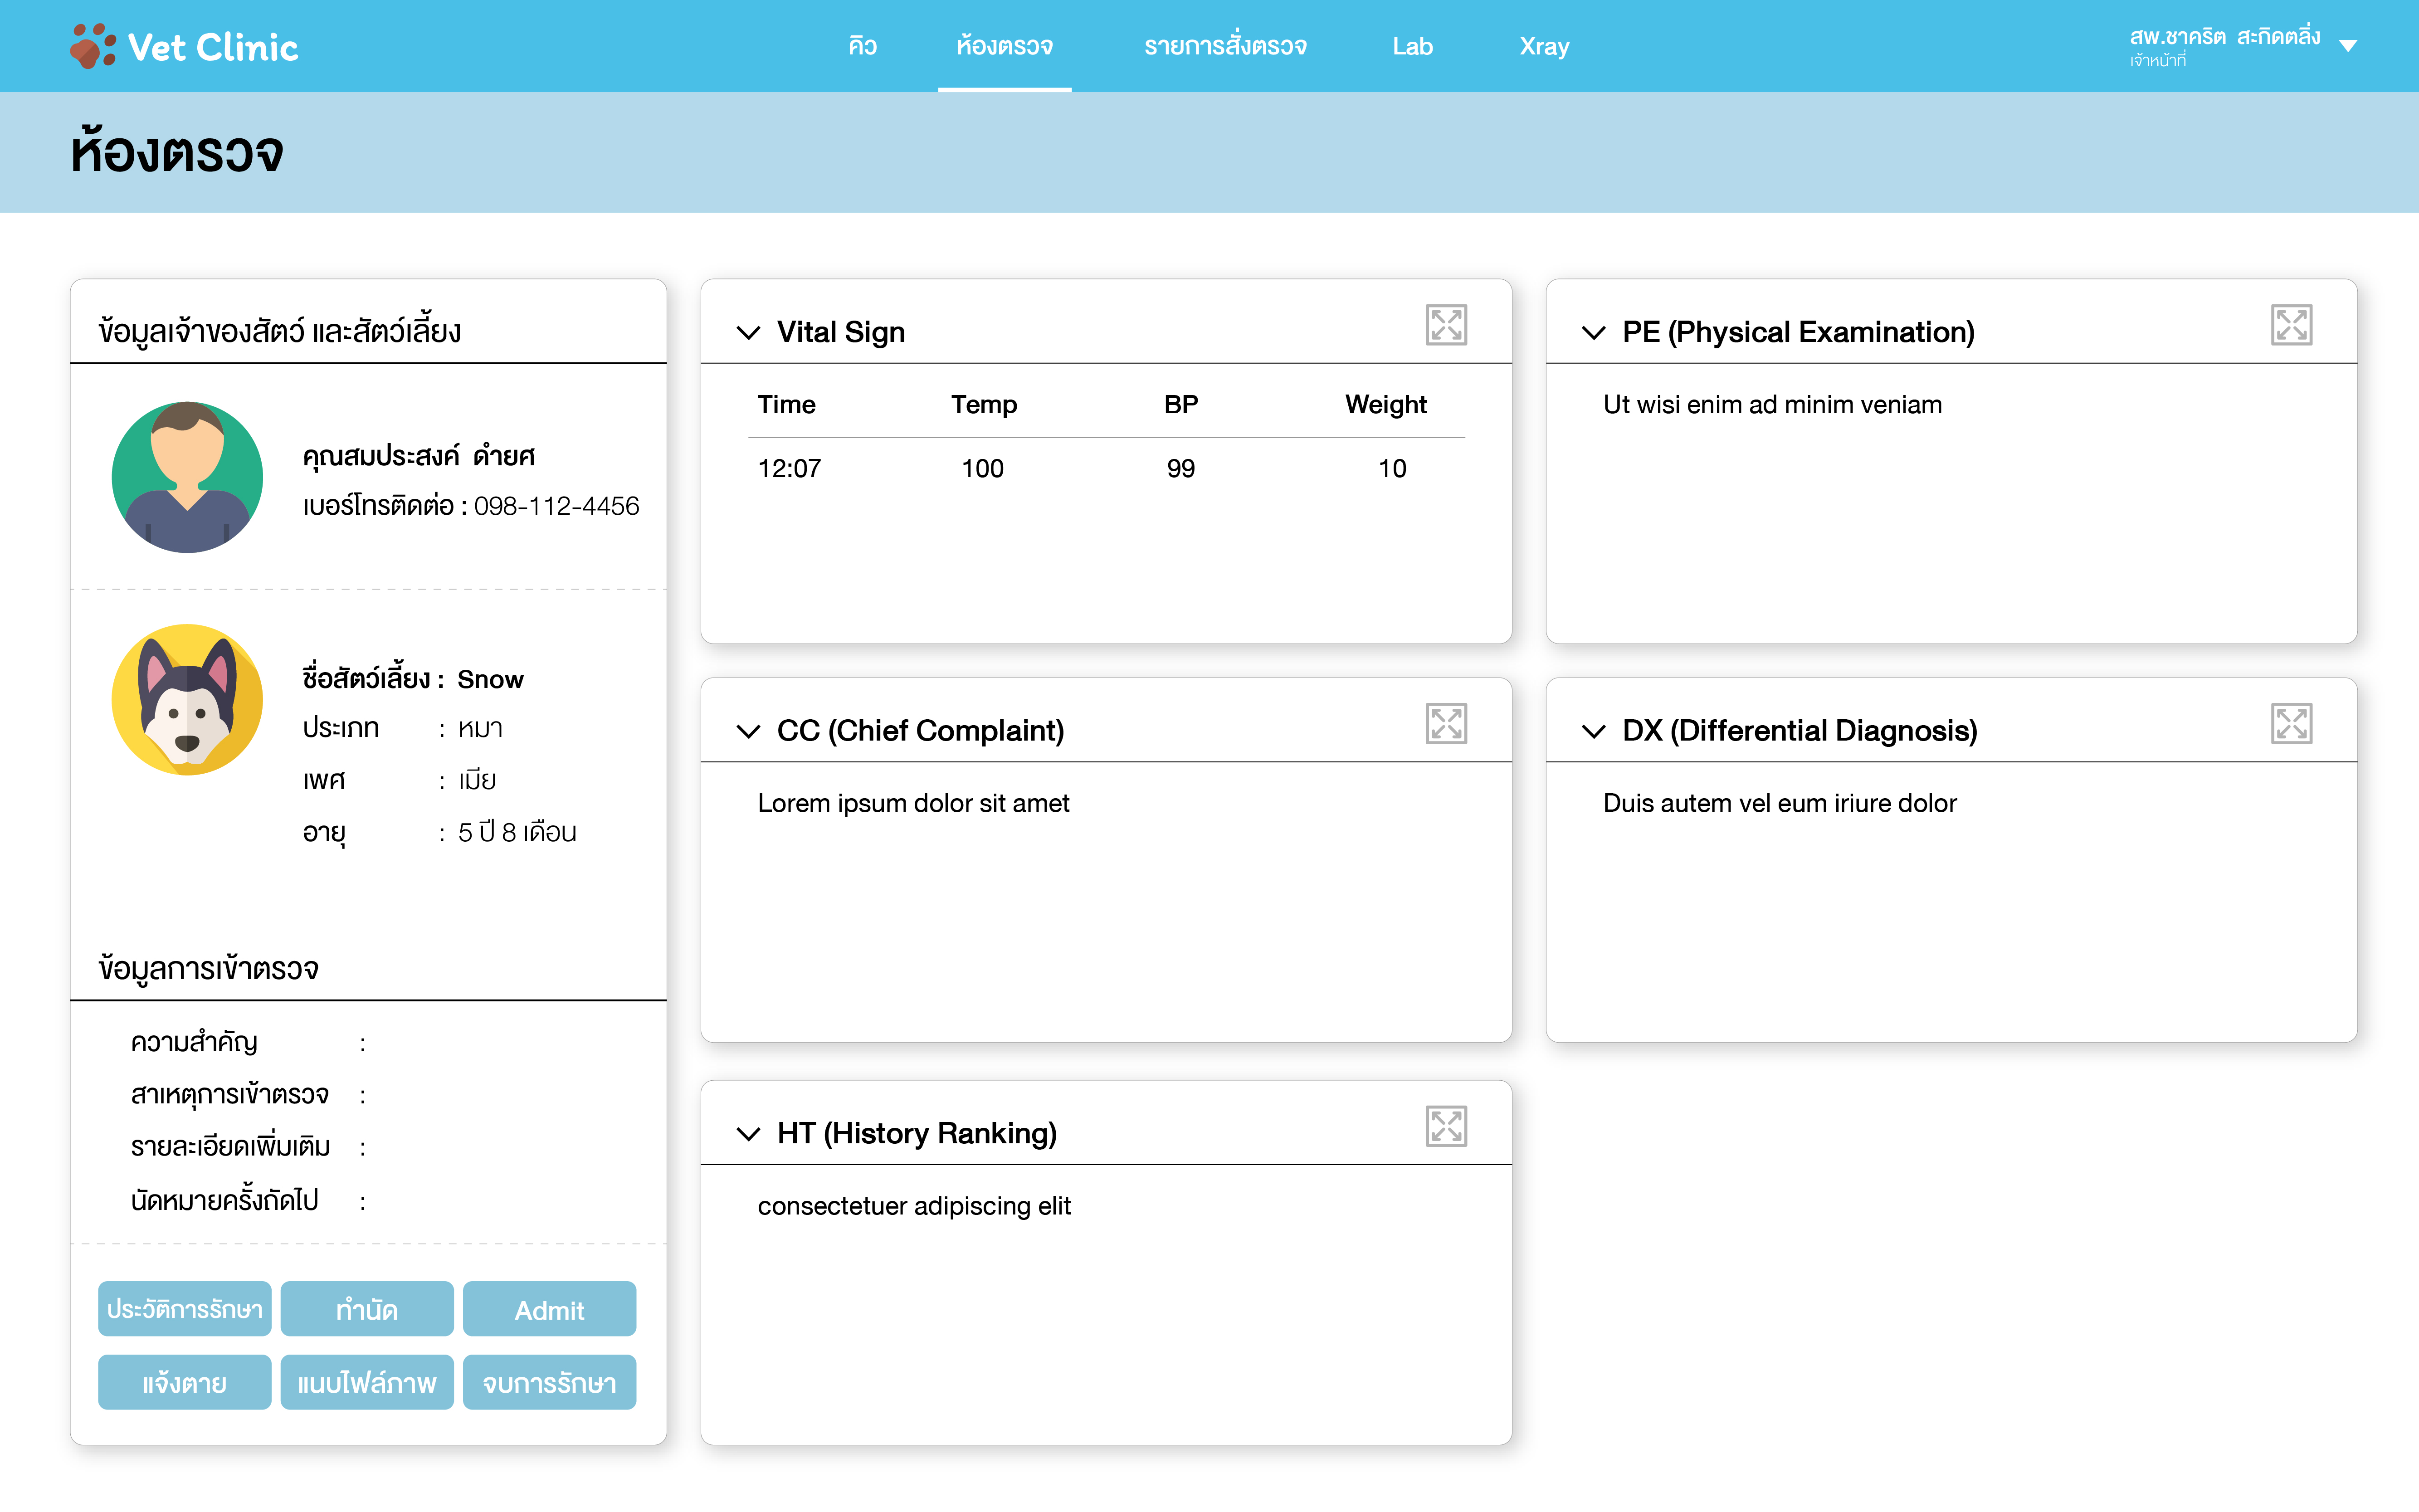 Vet Clinic
คิว ห้องตรวจ รายการสั่งตรวจ Lab Xray
สพ.ชาคริต สะกิดตลิ่ง
เจ้าหน้าที่
ห้องตรวจ
ข้อมูลเจ้าของสัตว์ และสัตว์เลี้ยง
คุณสมประสงค์ ดำยศ
เบอร์โทรติดต่อ : 098-112-4456
ชื่อสัตว์เลี้ยง : Snow
ประเภท : หมา
เพศ : เมีย
อายุ : 5 ปี 8 เดือน
ข้อมูลการเข้าตรวจ
ความสำคัญ :
สาเหตุการเข้าตรวจ :
รายละเอียดเพิ่มเติม :
นัดหมายครั้งถัดไป :
ประวัติการรักษา ทำนัด Admit
แจ้งตาย แนบไฟล์ภาพ จบการรักษา
Vital Sign
Time Temp BP Weight
12:07 100 99 10
PE (Physical Examination)
Ut wisi enim ad minim veniam
CC (Chief Complaint)
Lorem ipsum dolor sit amet
DX (Differential Diagnosis)
Duis autem vel eum iriure dolor
HT (History Ranking)
consectetuer adipiscing elit